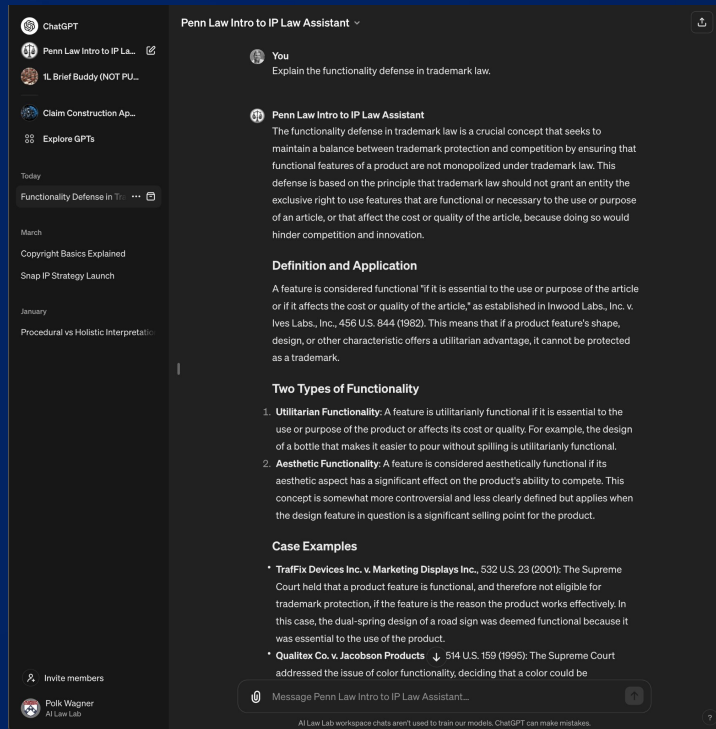 ChatGPT
Penn Law Intro to IP La...
1L Brief Buddy (NOT PU...
Claim Construction Ap...
Explore GPTs
Today
Functionality Defense in Tra
March
Copyright Basics Explained
Snap IP Strategy Launch
January
Procedural vs Holistic Interpretatio
Invite members
Polk Wagner
AI Law Lab
Penn Law Intro to IP Law Assistant
You
Explain the functionality defense in trademark law.
Penn Law Intro to IP Law Assistant
The functionality defense in trademark law is a crucial concept that seeks to
maintain a balance between trademark protection and competition by ensuring that
functional features of a product are not monopolized under trademark law. This
defense is based on the principle that trademark law should not grant an entity the
exclusive right to use features that are functional or necessary to the use or purpose
of an article, or that affect the cost or quality of the article, because doing so would
hinder competition and innovation.
Definition and Application
A feature is considered functional "if it is essential to the use or purpose of the article
or if it affects the cost or quality of the article," as established in Inwood Labs., Inc. v.
Ives Labs., Inc., 456 U.S. 844 (1982). This means that if a product feature's shape,
design, or other characteristic offers a utilitarian advantage, it cannot be protected
as a trademark.
Two Types of Functionality
1. Utilitarian Functionality: A feature is utilitarianly functional if it is essential to the
use or purpose of the product or affects its cost or quality. For example, the design
of a bottle that makes it easier to pour without spilling is utilitarianly functional.
2. Aesthetic Functionality: A feature is considered aesthetically functional if its
aesthetic aspect has a significant effect on the product's ability to compete. This
concept is somewhat more controversial and less clearly defined but applies when
the design feature in question is a significant selling point for the product.
Case Examples
• TrafFix Devices Inc. v. Marketing Displays Inc., 532 U.S. 23 (2001): The Supreme
Court held that a product feature is functional, and therefore not eligible for
trademark protection, if the feature is the reason the product works effectively. In
this case, the dual-spring design of a road sign was deemed functional because it
was essential to the use of the product.
• Qualitex Co. v. Jacobson Products 514 U.S. 159 (1995): The Supreme Court
addressed the issue of color functionality, deciding that a color could be
Message Penn Law Intro to IP Law Assistant...
AI Law Lab workspace chats aren't used to train our models. ChatGPT can make mistakes.
?